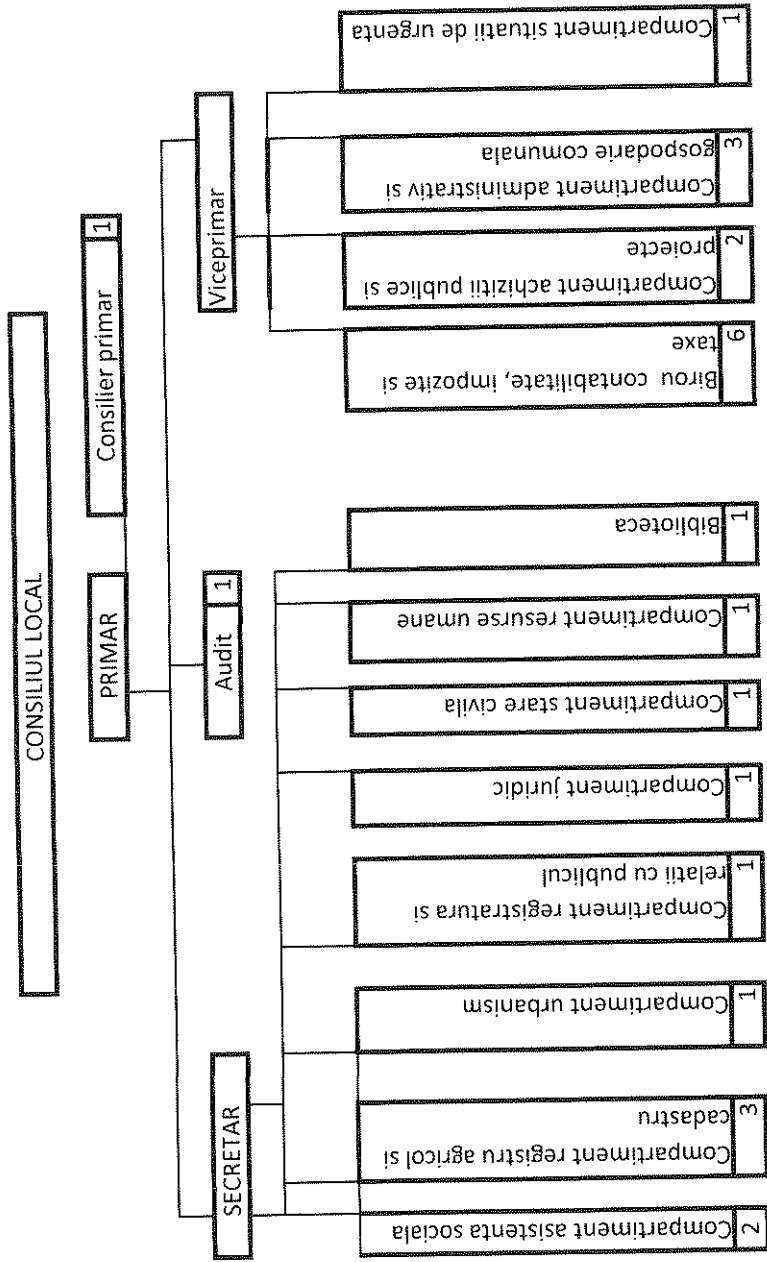 CONSILIUL LOCAL
PRIMAR
Consilier primar
1
SECRETAR
Audit
1
Viceprimar
Compartiment asistenta sociala
2
Compartiment registru agricol si
cadastru
3
Compartiment urbanism
1
Compartiment registratura si
relatii cu publicul
1
Compartiment juridic
1
Compartiment stare civila
1
Compartiment resurse umane
1
Biblioteca
1
Birou contabilitate, impozite si
taxe
6
Compartiment achizitii publice si
proiecte
2
Compartiment administrativ si
gospodarie comunala
3
Compartiment situatii de urgenta
1